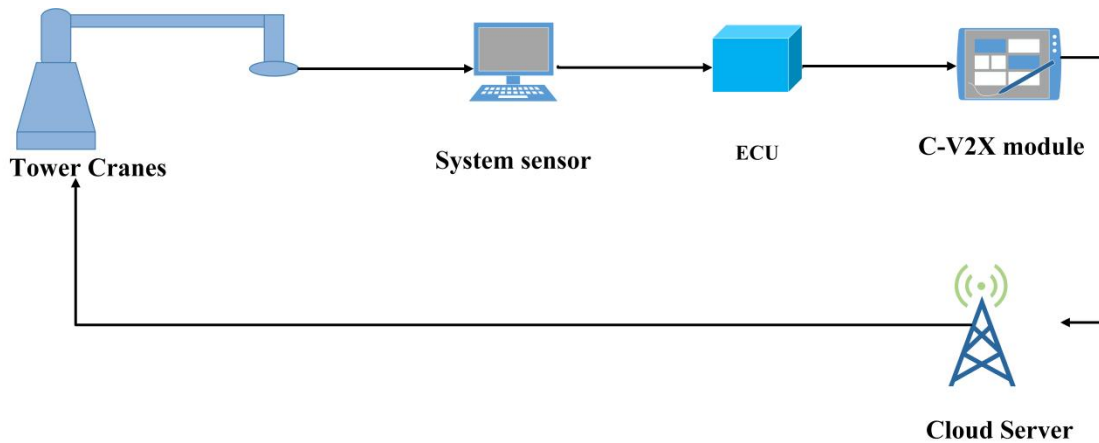 Tower Cranes
System sensor
ECU
C-V2X module
Cloud Server